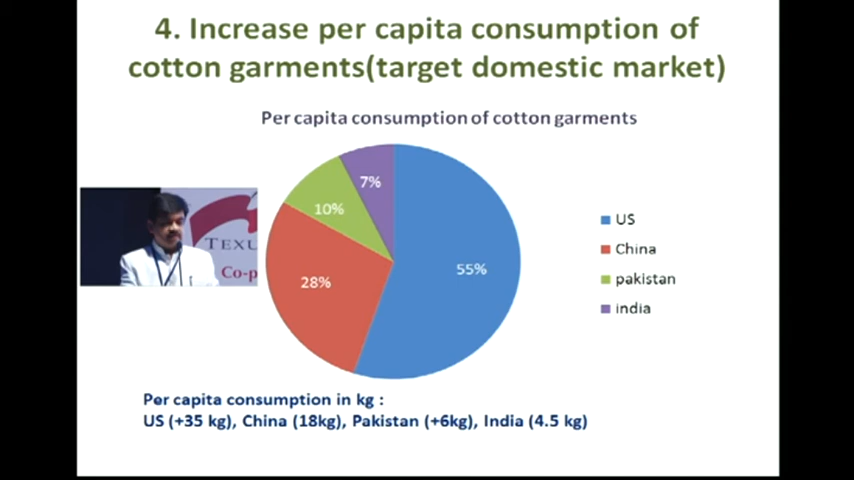 4. Increase per capita consumption of
cotton garments(target domestic market)
Per capita consumption of cotton garments
7%
10%
28%
55%
US
China
pakistan
india
TEXU
Co-p
Per capita consumption in kg :
US (+35 kg), China (18kg), Pakistan (+6kg), India (4.5 kg)